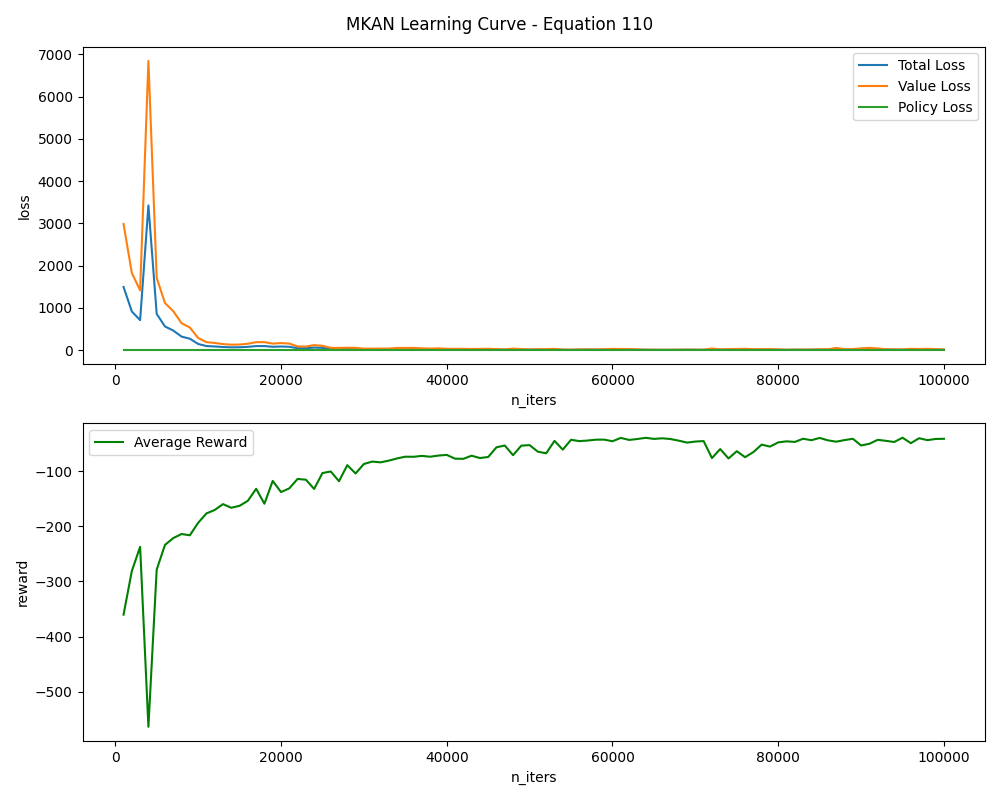 MKAN Learning Curve - Equation 110
7000
6000
5000
4000
3000
2000
1000
0
loss
Total Loss
Value Loss
Policy Loss
0
20000
40000
60000
80000
100000
n_iters
−100
−200
−300
−400
−500
reward
Average Reward
0
20000
40000
60000
80000
100000
n_iters